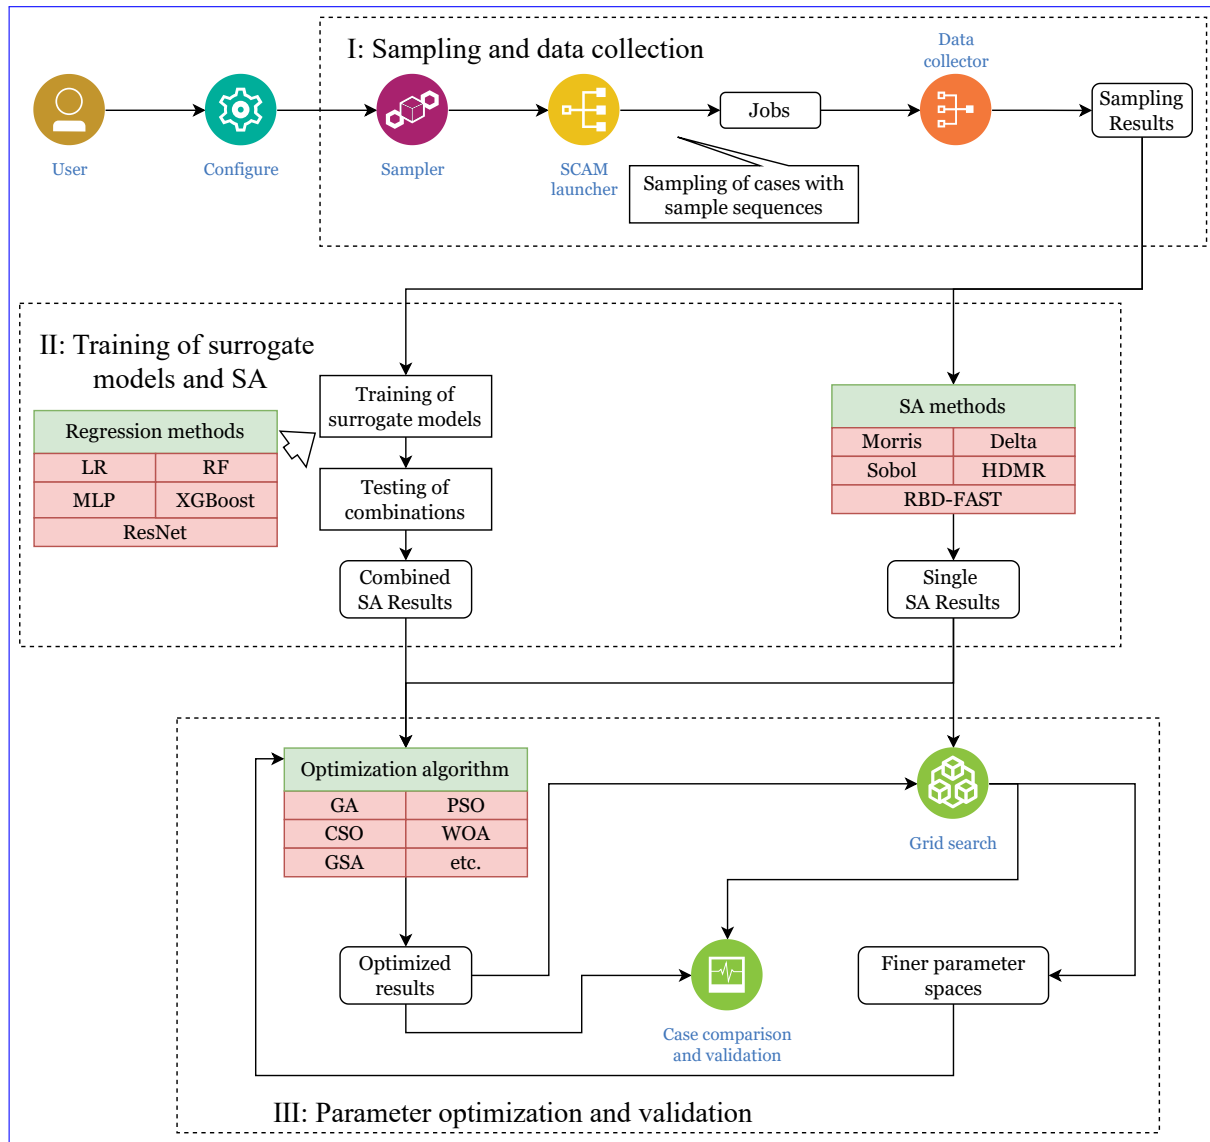 I: Sampling and data collection
Data
collector
User
Configure
Sampler
SCAM
launcher
Jobs
Sampling
Results
Sampling of cases with
sample sequences
II: Training of surrogate
models and SA
Regression methods
LR
RF
MLP
XGBoost
ResNet
Training of
surrogate models
Testing of
combinations
Combined
SA Results
SA methods
Morris
Delta
Sobol
HDMR
RBD-FAST
Single
SA Results
Optimization algorithm
GA
PSO
CSO
WOA
GSA
etc.
Grid search
Optimized
results
Case comparison
and validation
Finer parameter
spaces
III: Parameter optimization and validation